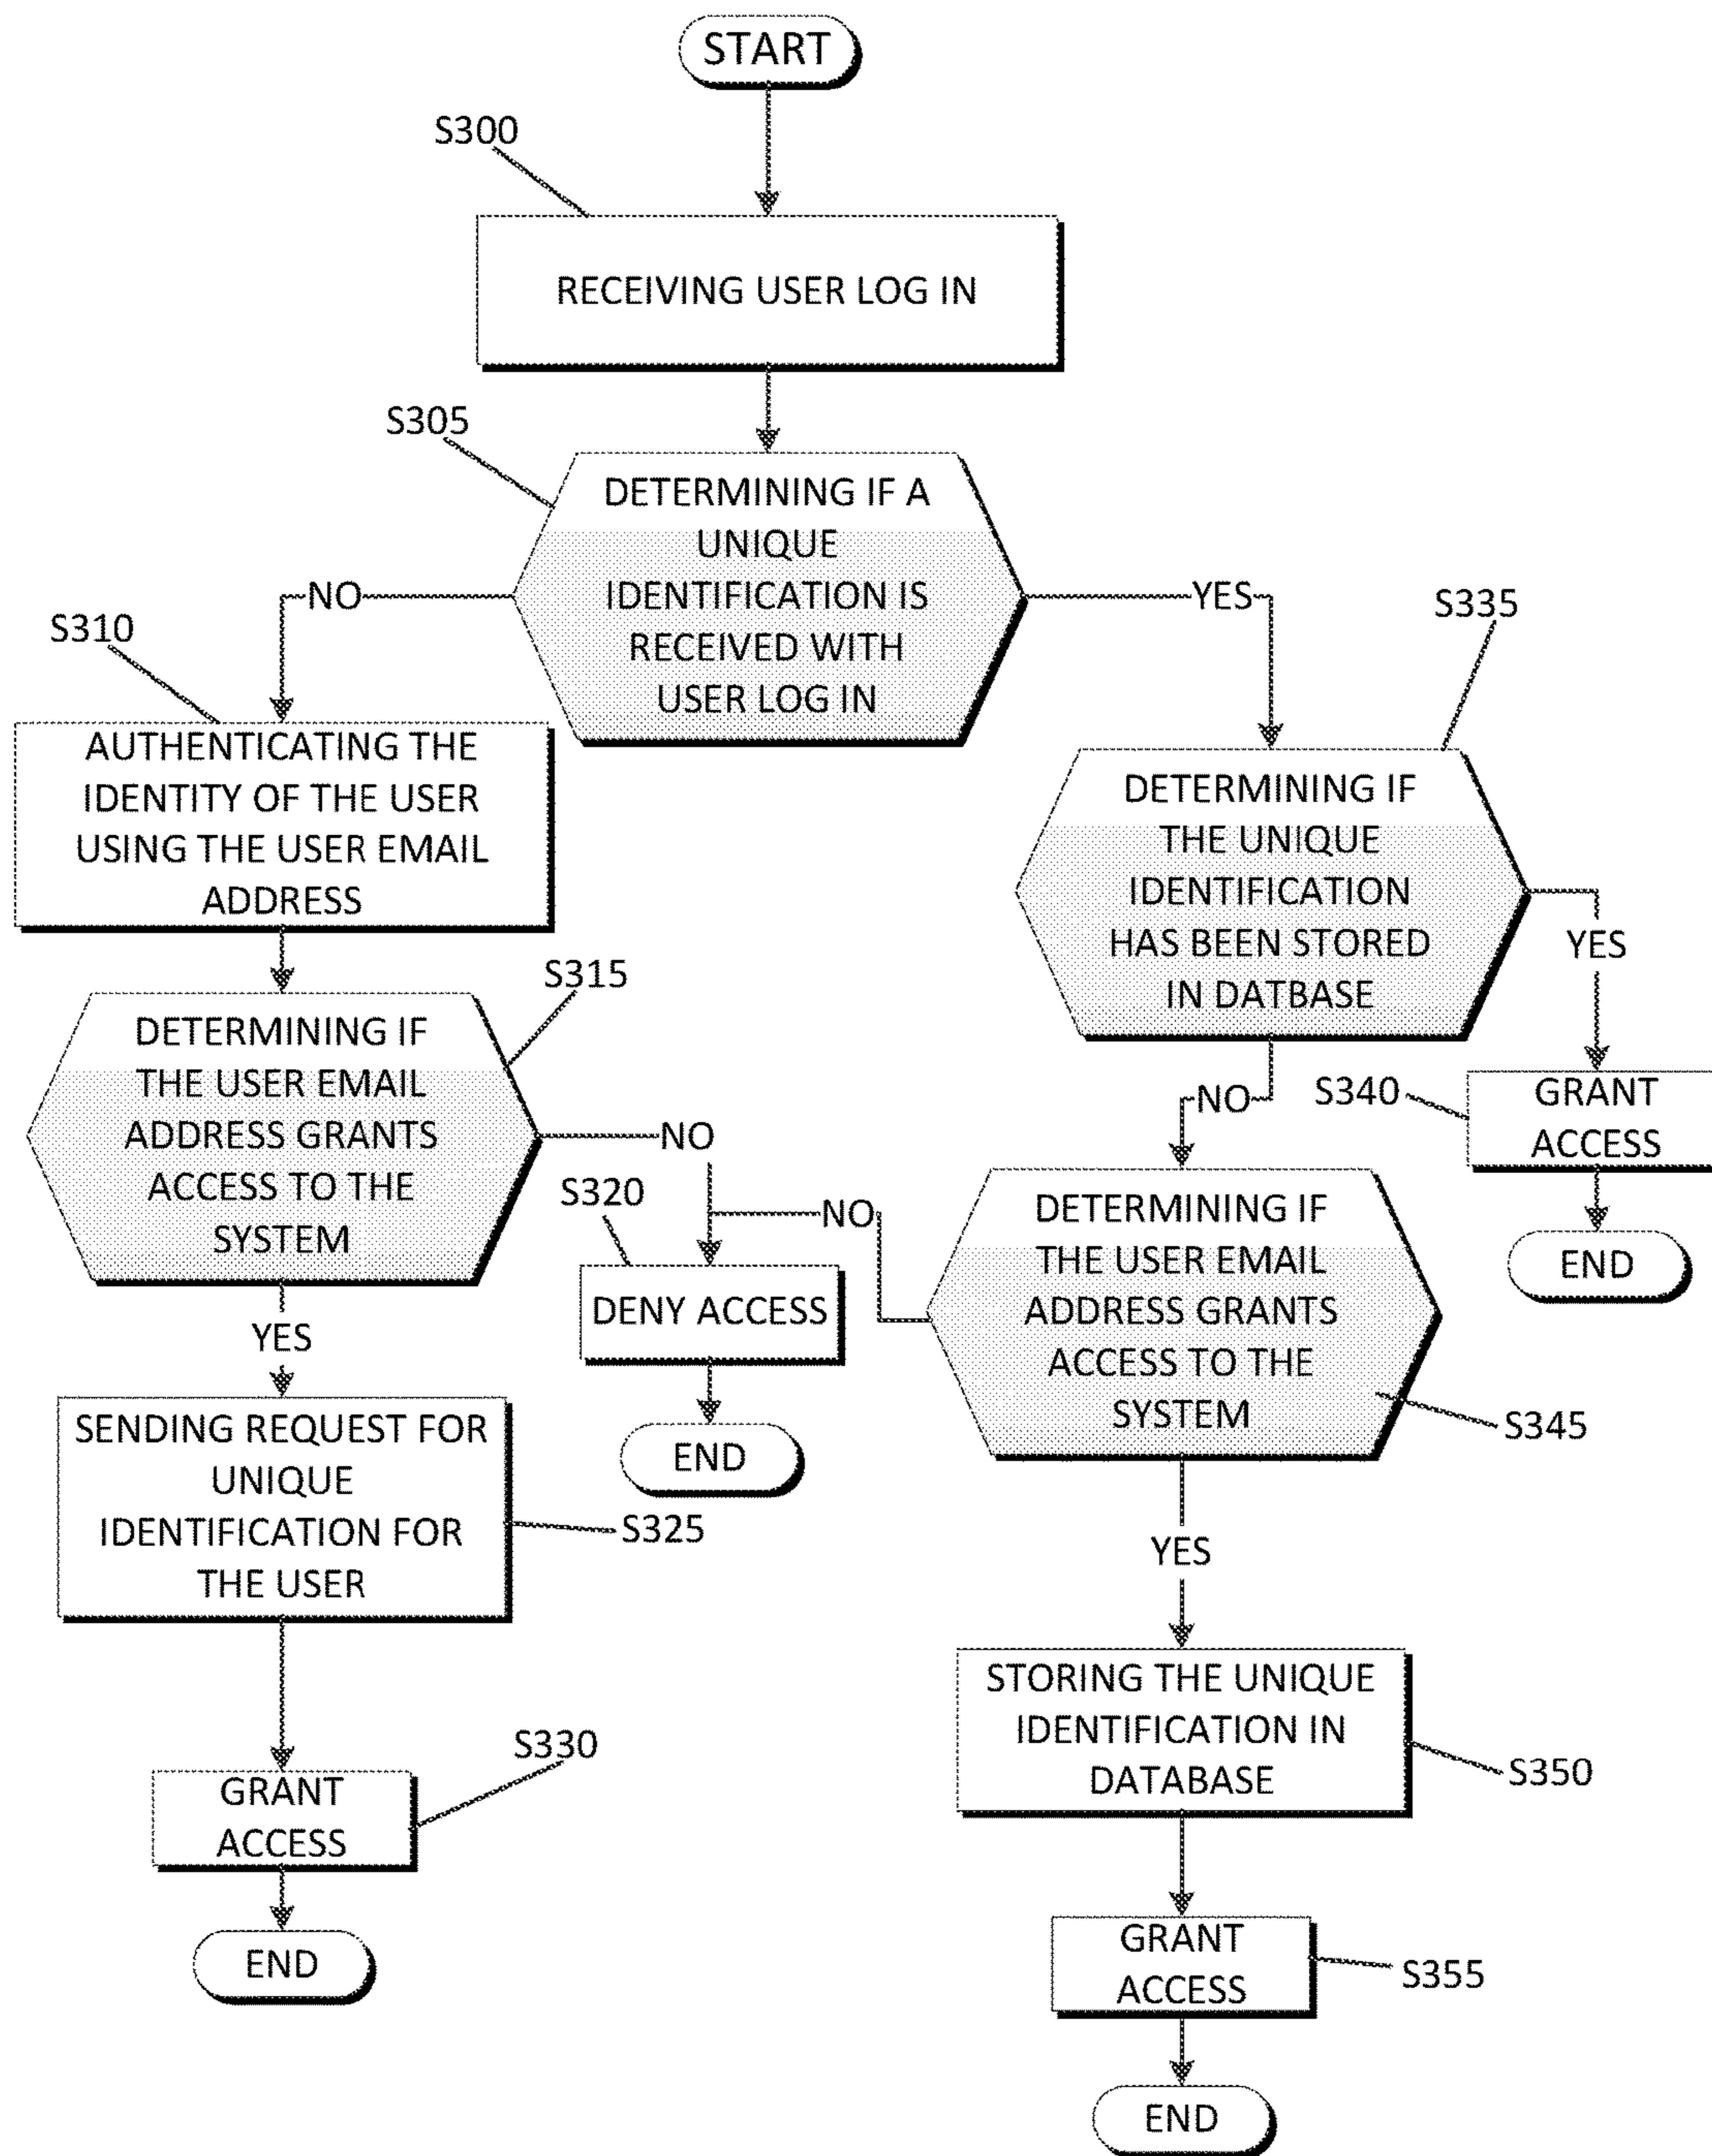 START
S300
RECEIVING USER LOG IN
S305
DETERMINING IF A
UNIQUE
IDENTIFICATION IS
RECEIVED WITH
USER LOG IN
NO
YES
S310
AUTHENTICATING THE
IDENTITY OF THE USER
USING THE USER EMAIL
ADDRESS
S335
DETERMINING IF
THE UNIQUE
IDENTIFICATION
HAS BEEN STORED
IN DATBASE
YES
S315
DETERMINING IF
THE USER EMAIL
ADDRESS GRANTS
ACCESS TO THE
SYSTEM
NO
NO
S340
GRANT
ACCESS
END
S320
DENY ACCESS
END
NO
DETERMINING IF
THE USER EMAIL
ADDRESS GRANTS
ACCESS TO THE
SYSTEM
S345
YES
SENDING REQUEST FOR
UNIQUE
IDENTIFICATION FOR
THE USER
S325
YES
STORING THE UNIQUE
IDENTIFICATION IN
DATABASE
S350
S330
GRANT
ACCESS
END
GRANT
ACCESS
S355
END